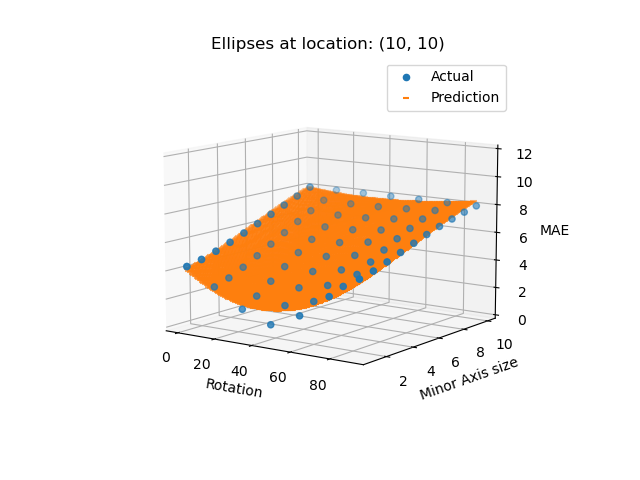 Ellipses at location: (10, 10)
Actual
Prediction
12
10
8
6
4
2
0
MAE
0
20
40
60
80
Rotation
2
4
6
8
10
Minor Axis size